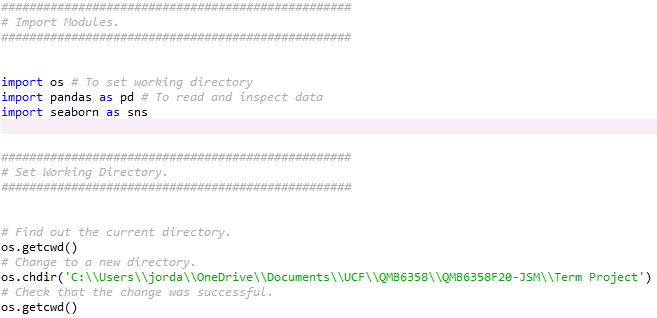 ##################################################
# Import Modules.
##################################################
import os # To set working directory
import pandas as pd # To read and inspect data
import seaborn as sns
##################################################
# Set Working Directory.
##################################################
# Find out the current directory.
os.getcwd()
# Change to a new directory.
os.chdir('C:\\Users\\jorda\\OneDrive\\Documents\\UCF\\QMB6358\\QMB6358F20-JSM\\Term Project')
# Check that the change was successful.
os.getcwd()